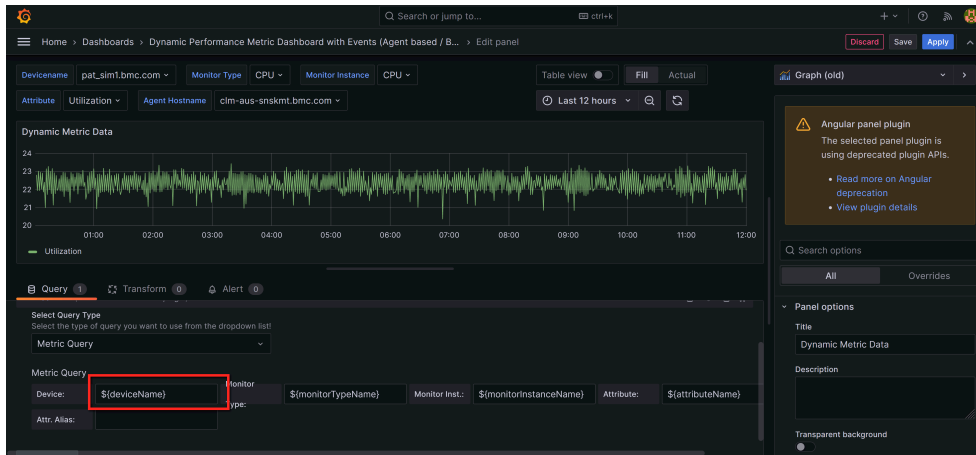 Search or jump to...
ctrl+k
Home > Dashboards > Dynamic Performance Metric Dashboard with Events (Agent based / B... > Edit panel
Discard Save Apply
Devicename pat_sim1.bmc.com Monitor Type CPU Monitor Instance CPU
Table view Fill Actual
Attribute Utilization Agent Hostname clm-aus-snskmt.bmc.com
Last 12 hours
Graph (old)
Dynamic Metric Data
24
23
22
21
20
01:00 02:00 03:00 04:00 05:00 06:00 07:00 08:00 09:00 10:00 11:00 12:00
Utilization
Angular panel plugin
The selected panel plugin is
using deprecated plugin APIs.
• Read more on Angular
deprecation
• View plugin details
Search options
All Overrides
Query 1 Transform 0 Alert 0
Select Query Type
Select the type of query you want to use from the dropdown list!
Metric Query
Metric Query
Device: ${deviceName} Monitor
Type: ${monitorTypeName} Monitor Inst.: ${monitorInstanceName} Attribute: ${attributeName}
Attr. Alias:
Panel options
Title
Dynamic Metric Data
Description
Transparent background